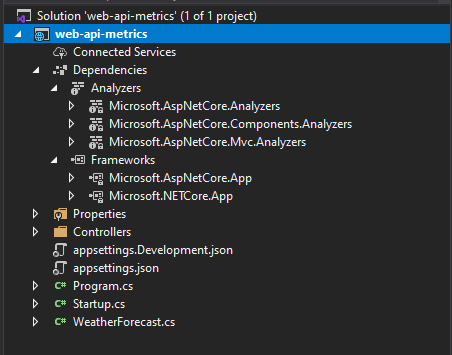 Solution 'web-api-metrics' (1 of 1 project)
web-api-metrics
Connected Services
Dependencies
Analyzers
Microsoft.AspNetCore.Analyzers
Microsoft.AspNetCore.Components.Analyzers
Microsoft.AspNetCore.Mvc.Analyzers
Frameworks
Microsoft.AspNetCore.App
Microsoft.NETCore.App
Properties
Controllers
appsettings.Development.json
appsettings.json
C# Program.cs
C# Startup.cs
C# WeatherForecast.cs